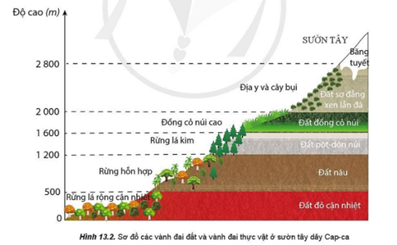 Độ cao (m)
SƯỜN TÂY
Băng
tuyết
2 800
Địa y và cây bụi
Đất sơ đẳng
xen lẫn đá
2 000
Đồng cỏ núi cao
Đất đồng cỏ núi
1 600
Rừng lá kim
Đất pốt-dôn núi
1 200
Rừng hỗn hợp
Đất nâu
500
Rừng lá rộng cận nhiệt
Đất đỏ cận nhiệt
0
Hình 13.2. Sơ đồ các vành đai đất và vành đai thực vật ở sườn tây dãy Cap-ca